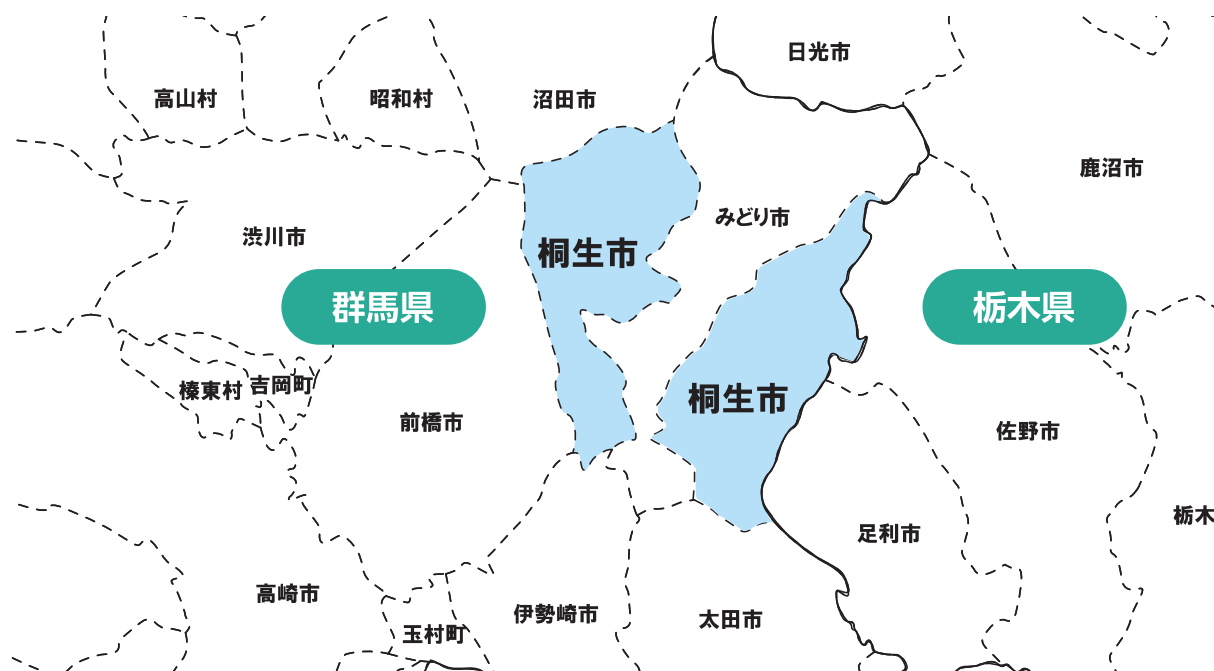 日光市
高山村
昭和村
沼田市
鹿沼市
みどり市
渋川市
桐生市
群馬県
栃木県
榛東村
吉岡町
桐生市
前橋市
佐野市
栃木
足利市
高崎市
伊勢崎市
太田市
玉村町